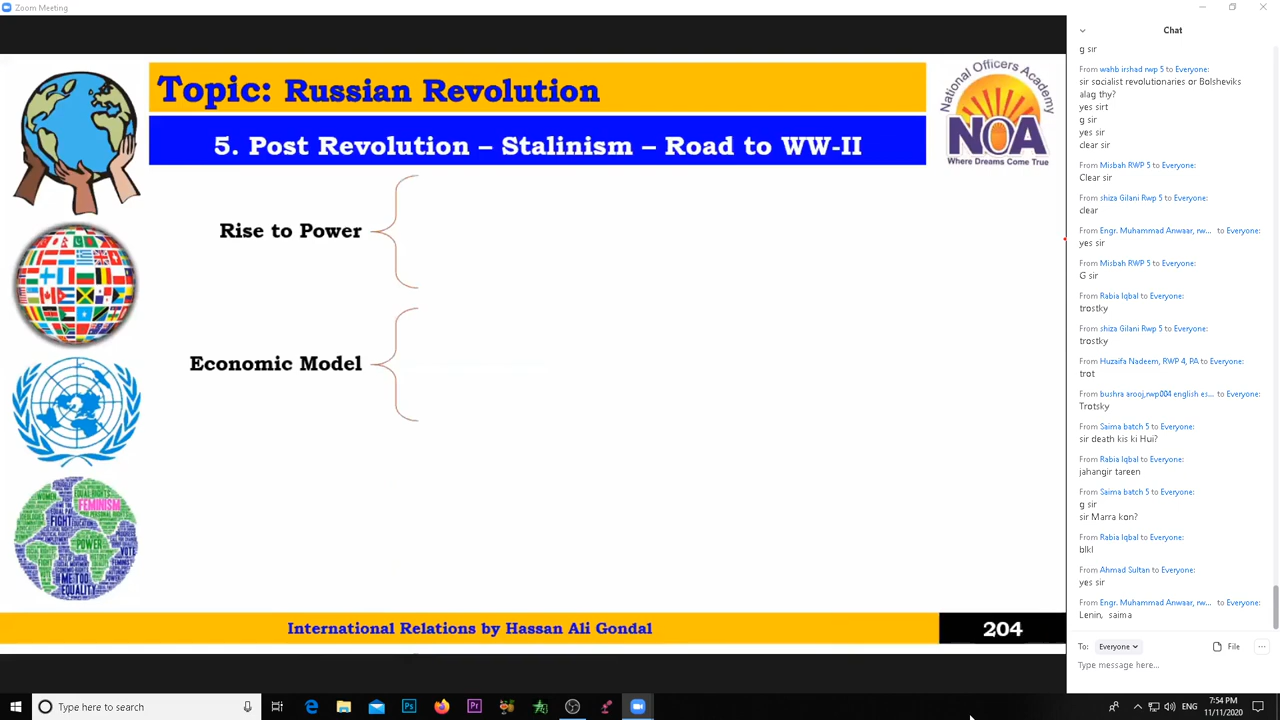 Zoom Meeting
Topic: Russian Revolution
5. Post Revolution – Stalinism – Road to WW-II
National Officers Academy
NOA
Where Dreams Come True
Rise to Power
Economic Model
FEMINISM
FIGHT
POWER
VOTE
ME TOO
EQUALITY
International Relations by Hassan Ali Gondal
204
Chat
g sir
From wahb irshad rwp 5 to Everyone:
sir socialist revolutionaries or Bolsheviks
alag thy?
yes sirt
g sir
yes sir
clear sir
From Misbah RWP 5 to Everyone:
Clear sir
From shiza Gilani Rwp 5 to Everyone:
clear
From Engr. Muhammad Anwaar, rw... to Everyone:
yes sir
From Misbah RWP 5 to Everyone:
G sir
From Rabia Iqbal to Everyone:
trostky
From shiza Gilani Rwp 5 to Everyone:
trostky
From Huzaifa Nadeem, RWP 4, PA to Everyone:
trot
From bushra arooj,rwp004 english es... to Everyone:
Trotsky
From Saima batch 5 to Everyone:
sir death kis ki Hui?
From Rabia Iqbal to Everyone:
jahangir tareen
From Saima batch 5 to Everyone:
g sir
sir Marra kon?
From Rabia Iqbal to Everyone:
blkl
From Ahmad Sultan to Everyone:
yes sir
From Engr. Muhammad Anwaar, rw... to Everyone:
Lenin, saima
To: Everyone File ...
Type message here...
Type here to search
Ps
Pr
ENG
7:54 PM
11/11/2020